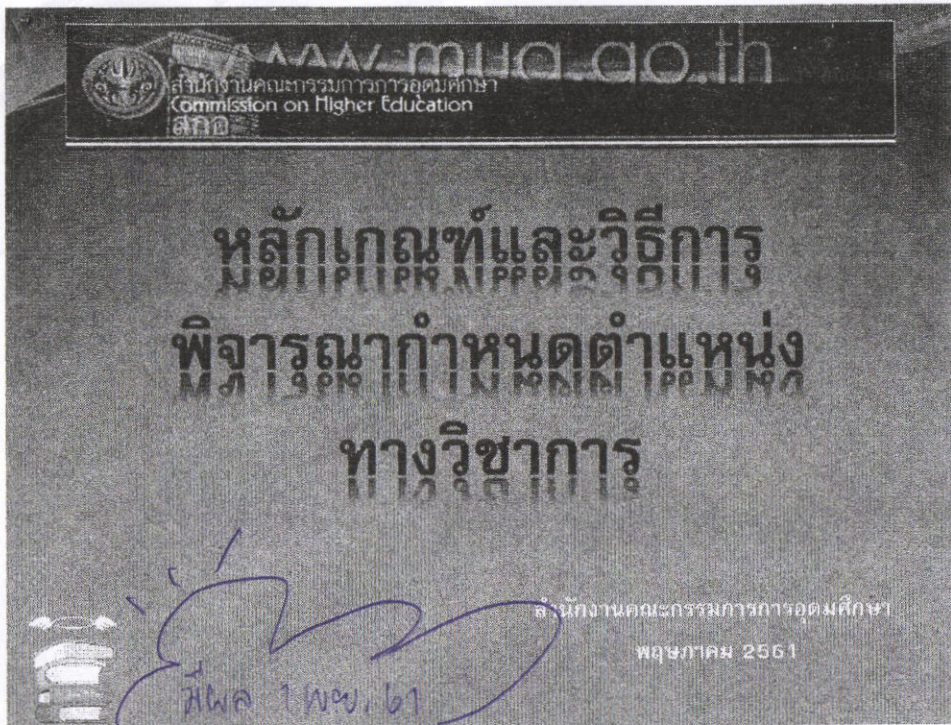 www.mua.go.th
สำนักงานคณะกรรมการการอุดมศึกษา
Commission on Higher Education
สกอ
หลักเกณฑ์และวิธีการ
พิจารณากำหนดตำแหน่ง
ทางวิชาการ
สำนักงานคณะกรรมการการอุดมศึกษา
พฤษภาคม 2561
มีผล 1 พ.ย. 61